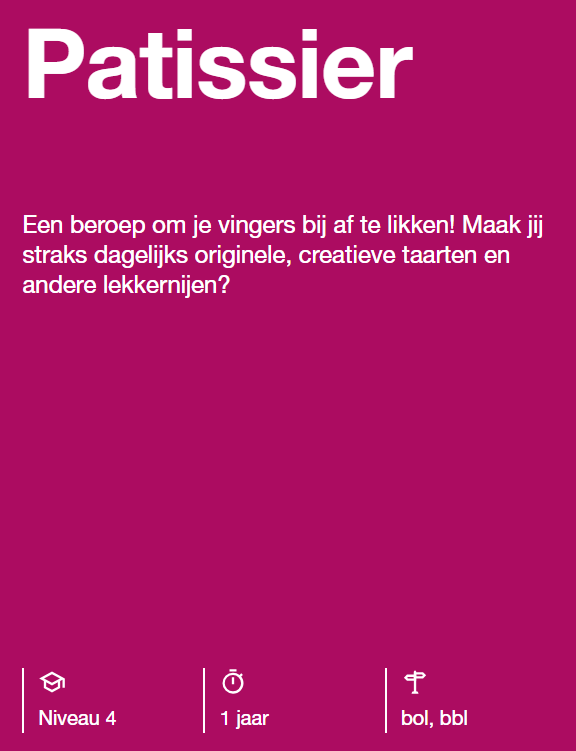 Patissier
Een beroep om je vingers bij af te likken! Maak jij
straks dagelijks originele, creatieve taarten en
andere lekkernijen?
Niveau 4
1 jaar
bol, bbl